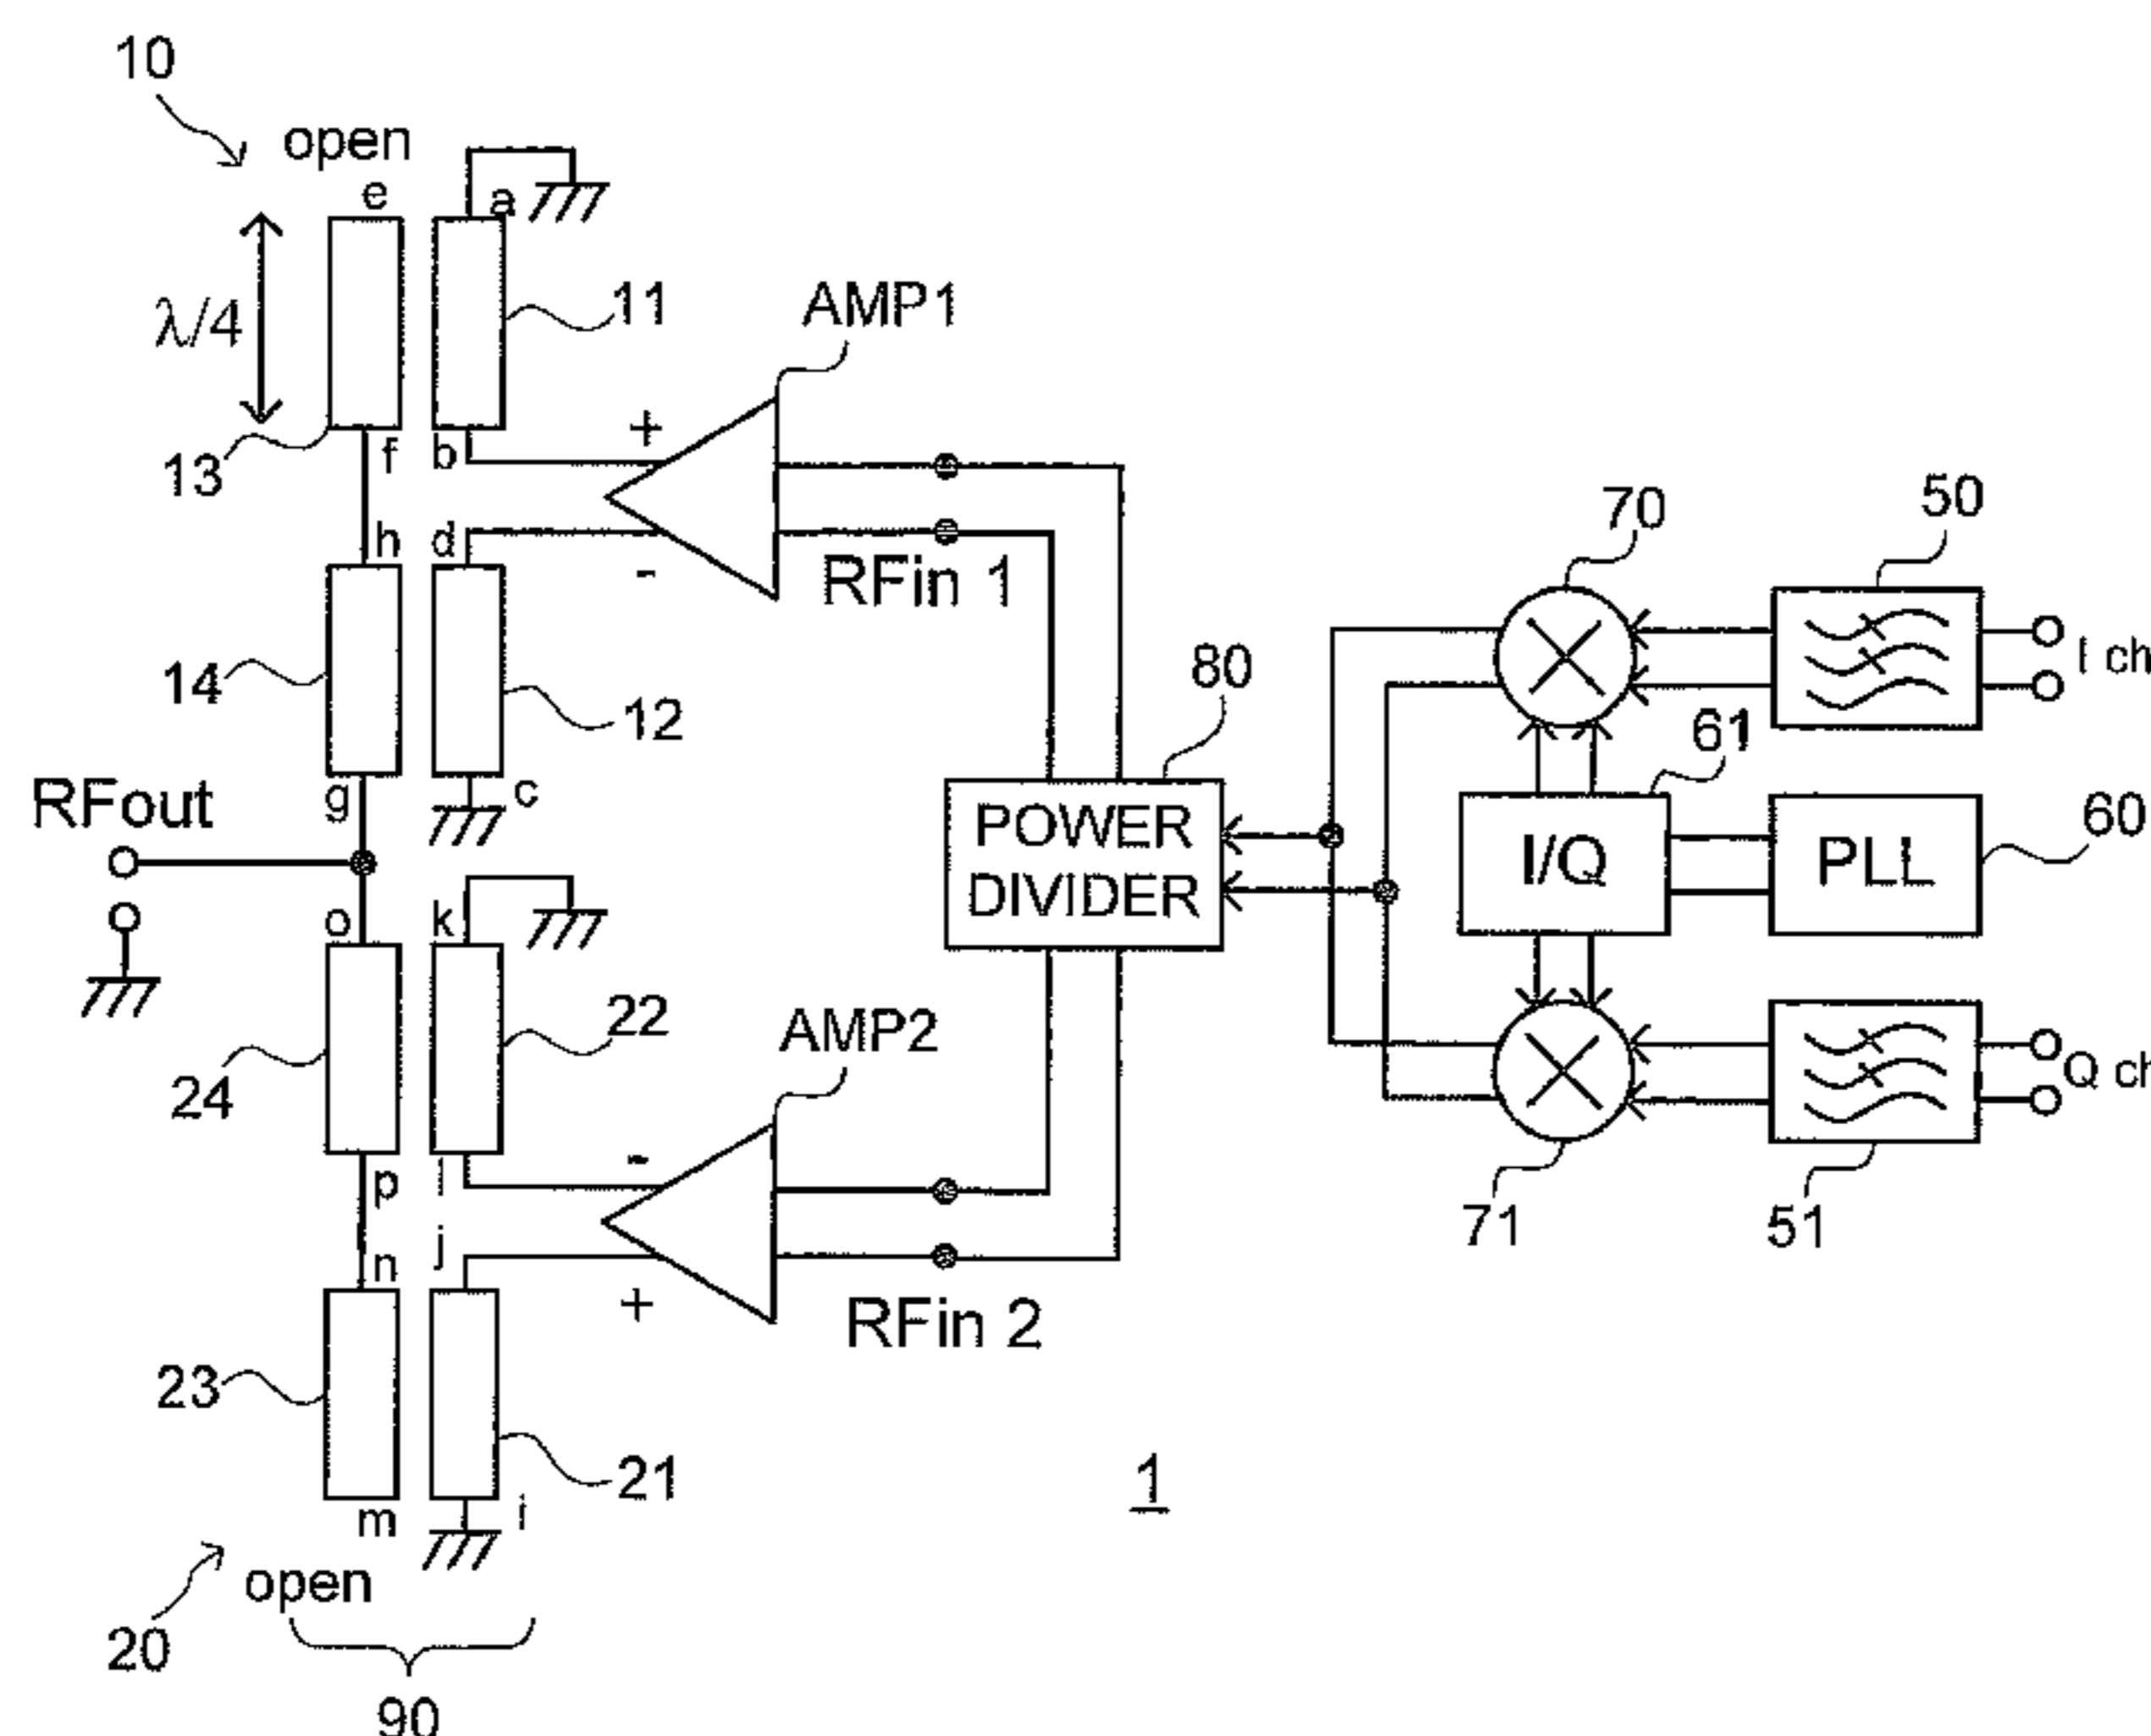 10
open
e
a
λ/4
11
AMP1
+
13
f
b
70
50
h
d
-
RFin 1
14
12
80
I ch
61
g
c
RFout
POWER
DIVIDER
I/Q
PLL
60
o
k
22
AMP2
24
-
Q ch
p
l
71
51
j
n
+
RFin 2
23
21
1
m
i
open
20
90